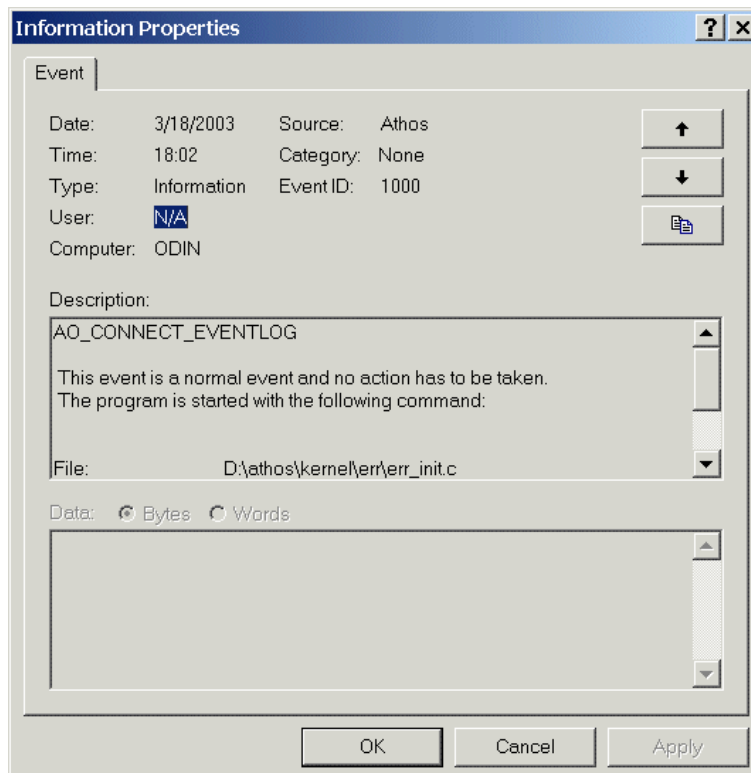 Information Properties
Event
Date: 3/18/2003 Source: Athos
Time: 18:02 Category: None
Type: Information Event ID: 1000
User: N/A
Computer: ODIN
Description:
AO_CONNECT_EVENTLOG
This event is a normal event and no action has to be taken.
The program is started with the following command:
File: D:\athos\kernel\err\err_init.c
Data: Bytes Words
OK Cancel Apply